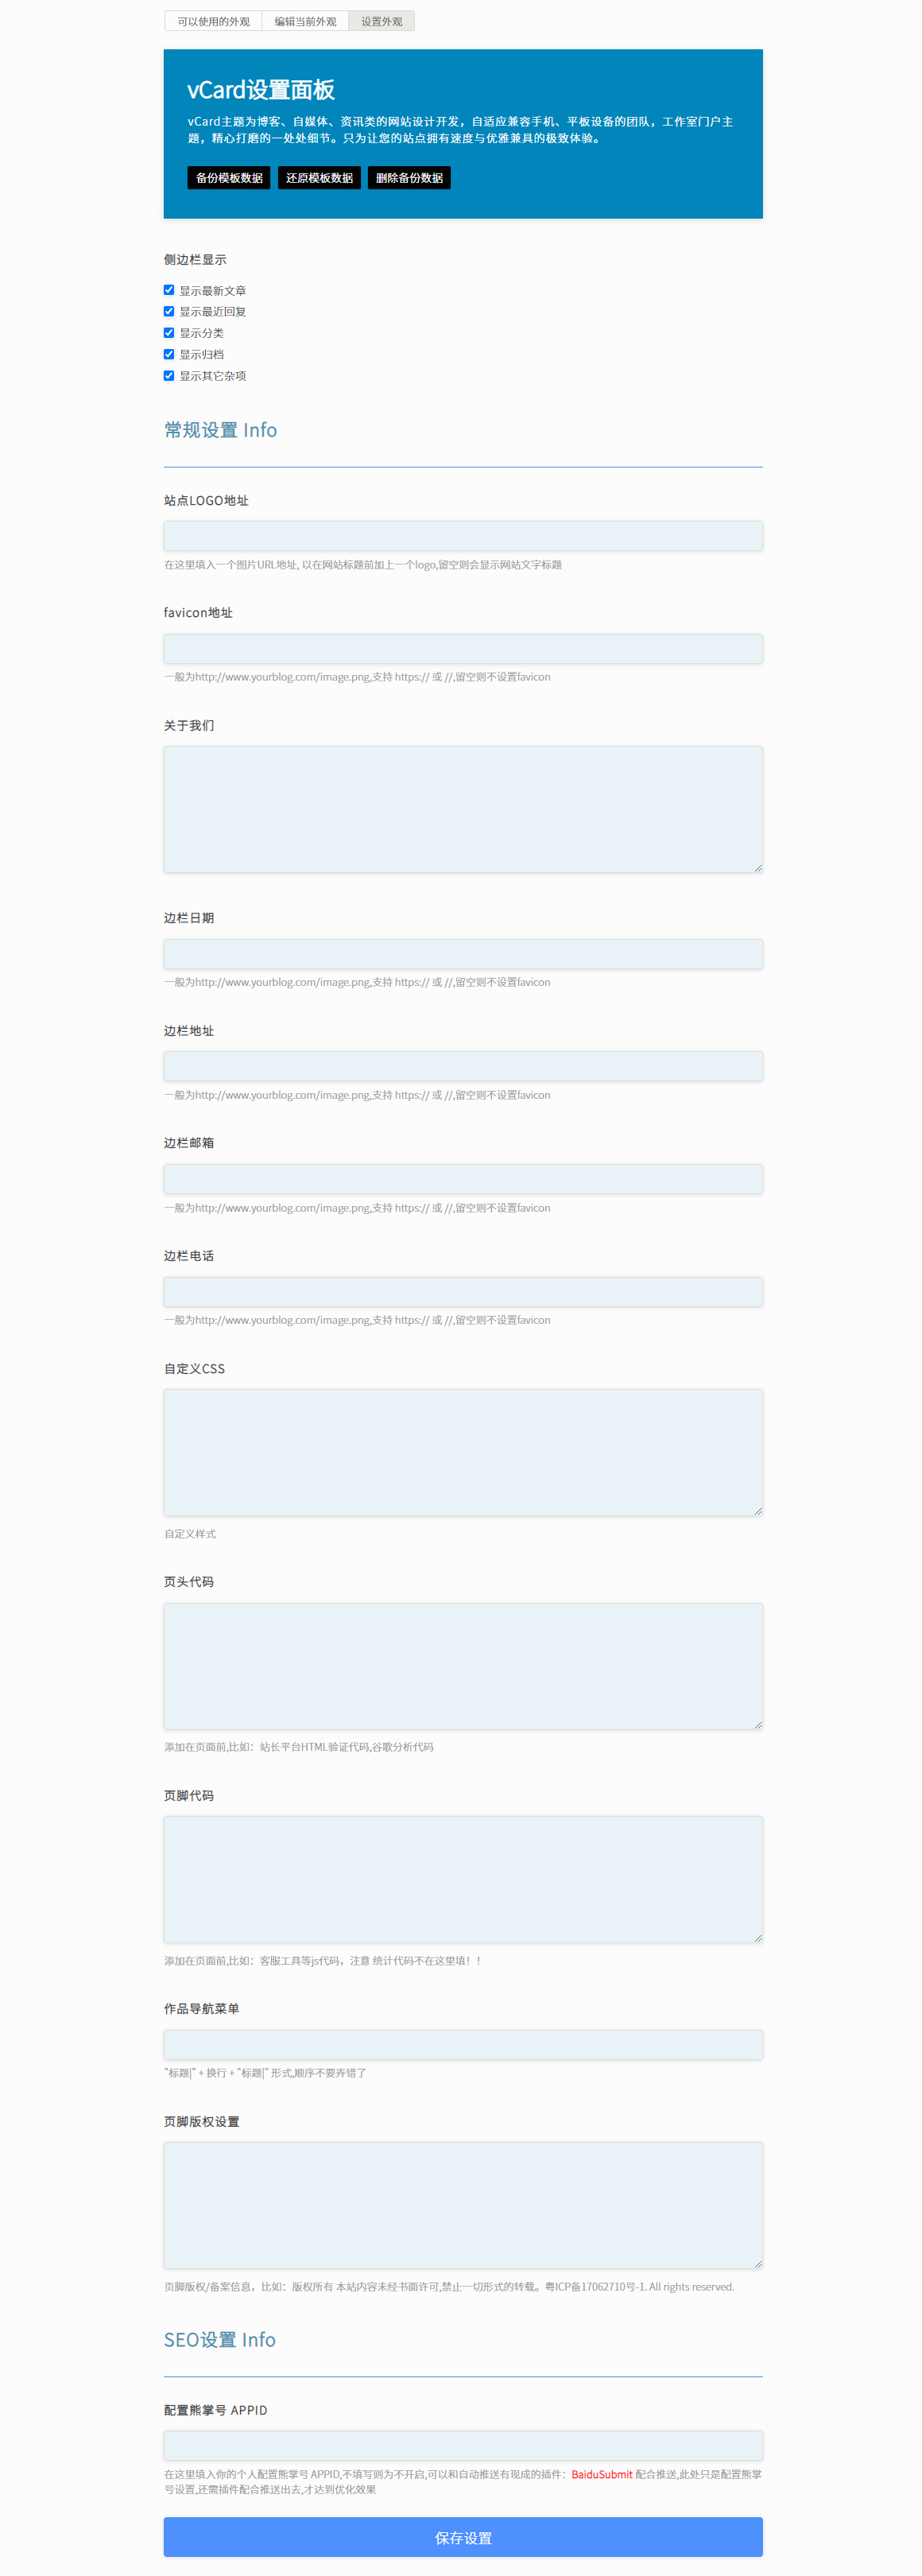 可以使用的外观 编辑当前外观 设置外观
vCard设置面板
vCard主题为博客、自媒体、资讯类的网站设计开发，自适应兼容手机、平板设备的团队，工作室门户主
题，精心打磨的一处处细节。只为让您的站点拥有速度与优雅兼具的极致体验。
备份模板数据 还原模板数据 删除备份数据
侧边栏显示
显示最新文章
显示最近回复
显示分类
显示归档
显示其它杂项
常规设置 Info
站点LOGO地址
在这里填入一个图片URL地址, 以在网站标题前加上一个logo,留空则会显示网站文字标题
favicon地址
一般为http://www.yourblog.com/image.png,支持 https:// 或 //,留空则不设置favicon
关于我们
边栏日期
一般为http://www.yourblog.com/image.png,支持 https:// 或 //,留空则不设置favicon
边栏地址
一般为http://www.yourblog.com/image.png,支持 https:// 或 //,留空则不设置favicon
边栏邮箱
一般为http://www.yourblog.com/image.png,支持 https:// 或 //,留空则不设置favicon
边栏电话
一般为http://www.yourblog.com/image.png,支持 https:// 或 //,留空则不设置favicon
自定义CSS
自定义样式
页头代码
添加在页面前,比如：站长平台HTML验证代码,谷歌分析代码
页脚代码
添加在页面前,比如：客服工具等js代码，注意 统计代码不在这里填！！
作品导航菜单
"标题|" + 换行 + "标题|" 形式,顺序不要弄错了
页脚版权设置
页脚版权/备案信息，比如：版权所有 本站内容未经书面许可,禁止一切形式的转载。粤ICP备17062710号-1. All rights reserved.
SEO设置 Info
配置熊掌号 APPID
在这里填入你的个人配置熊掌号 APPID,不填写则为不开启,可以和自动推送有现成的插件：BaiduSubmit 配合推送,此处只是配置熊掌
号设置,还需插件配合推送出去,才达到优化效果
保存设置